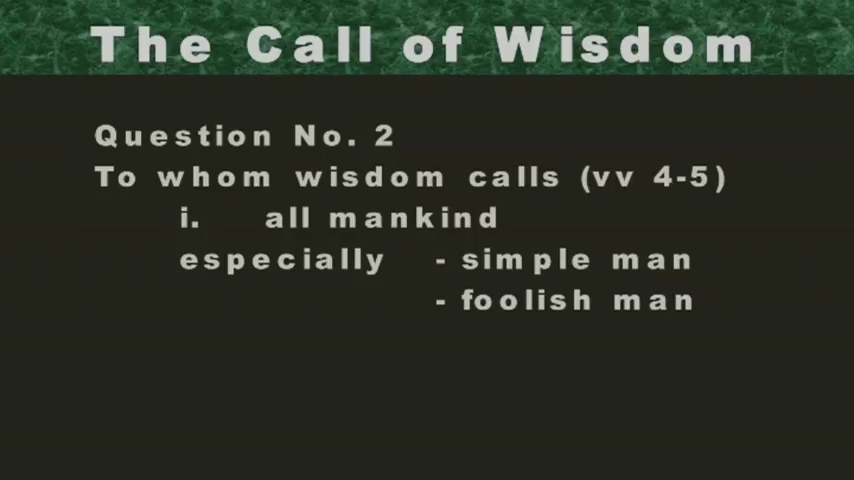 The Call of Wisdom
Question No. 2
To whom wisdom calls (vv 4-5)
i. all mankind
especially - simple man
- foolish man